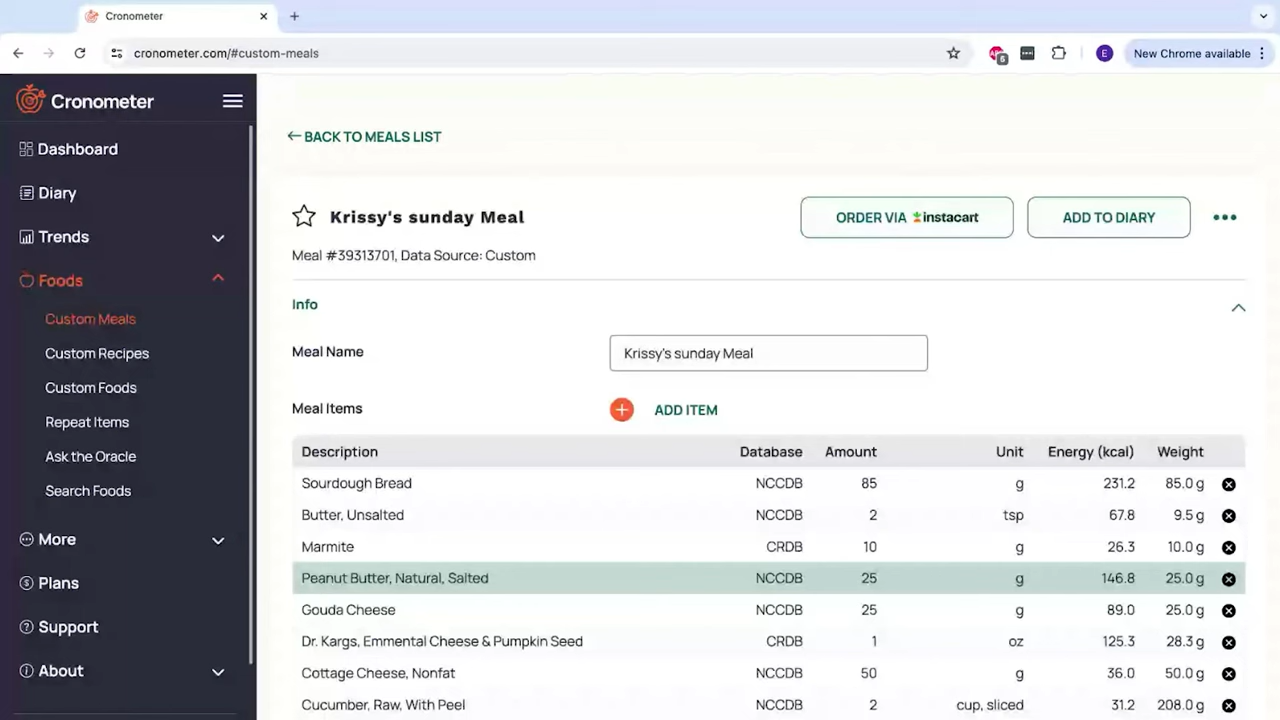 Cronometer
cronometer.com/#custom-meals
6
E
New Chrome available
Cronometer
Dashboard
Diary
Trends
Foods
Custom Meals
Custom Recipes
Custom Foods
Repeat Items
Ask the Oracle
Search Foods
More
Plans
Support
About
BACK TO MEALS LIST
Krissy's sunday Meal
ORDER VIA instacart
ADD TO DIARY
Meal #39313701, Data Source: Custom
Info
Meal Name
Krissy's sunday Meal
Meal Items
ADD ITEM
Description Database Amount Unit Energy (kcal) Weight
Sourdough Bread NCCDB 85 g 231.2 85.0 g
Butter, Unsalted NCCDB 2 tsp 67.8 9.5 g
Marmite CRDB 10 g 26.3 10.0 g
Peanut Butter, Natural, Salted NCCDB 25 g 146.8 25.0 g
Gouda Cheese NCCDB 25 g 89.0 25.0 g
Dr. Kargs, Emmental Cheese & Pumpkin Seed CRDB 1 oz 125.3 28.3 g
Cottage Cheese, Nonfat NCCDB 50 g 36.0 50.0 g
Cucumber, Raw, With Peel NCCDB 2 cup, sliced 31.2 208.0 g